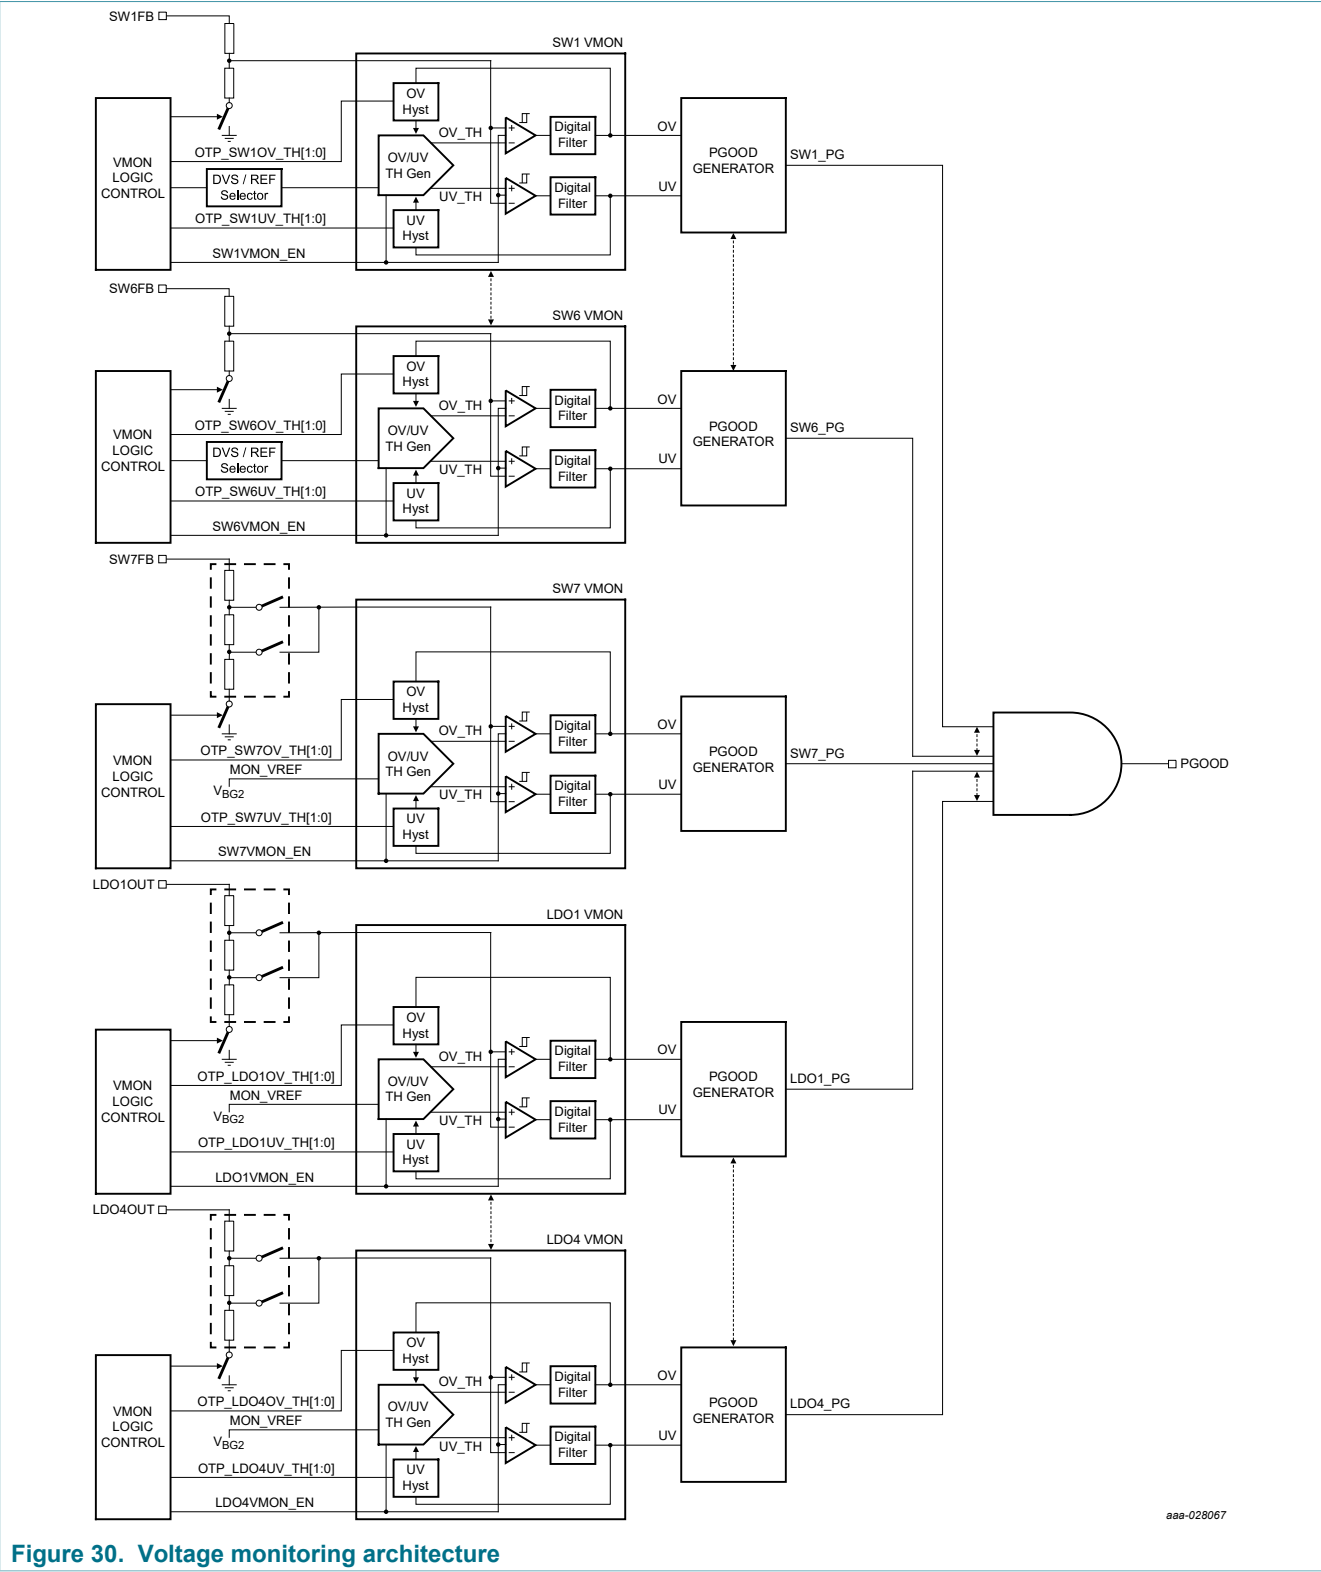 SW1FB
SW1 VMON
VMON
LOGIC
CONTROL
OTP_SW1OV_TH[1:0]
DVS / REF
Selector
OTP_SW1UV_TH[1:0]
SW1VMON_EN
OV
Hyst
OV/UV
TH Gen
UV
Hyst
OV_TH
UV_TH
+
−
+
−
Digital
Filter
Digital
Filter
OV
UV
PGOOD
GENERATOR
SW1_PG
SW6FB
SW6 VMON
VMON
LOGIC
CONTROL
OTP_SW6OV_TH[1:0]
DVS / REF
Selector
OTP_SW6UV_TH[1:0]
SW6VMON_EN
OV
Hyst
OV/UV
TH Gen
UV
Hyst
OV_TH
UV_TH
+
−
+
−
Digital
Filter
Digital
Filter
OV
UV
PGOOD
GENERATOR
SW6_PG
SW7FB
SW7 VMON
VMON
LOGIC
CONTROL
OTP_SW7OV_TH[1:0]
MON_VREF
VBG2
OTP_SW7UV_TH[1:0]
SW7VMON_EN
OV
Hyst
OV/UV
TH Gen
UV
Hyst
OV_TH
UV_TH
+
−
+
−
Digital
Filter
Digital
Filter
OV
UV
PGOOD
GENERATOR
SW7_PG
PGOOD
LDO1OUT
LDO1 VMON
VMON
LOGIC
CONTROL
OTP_LDO1OV_TH[1:0]
MON_VREF
VBG2
OTP_LDO1UV_TH[1:0]
LDO1VMON_EN
OV
Hyst
OV/UV
TH Gen
UV
Hyst
OV_TH
UV_TH
+
−
+
−
Digital
Filter
Digital
Filter
OV
UV
PGOOD
GENERATOR
LDO1_PG
LDO4OUT
LDO4 VMON
VMON
LOGIC
CONTROL
OTP_LDO4OV_TH[1:0]
MON_VREF
VBG2
OTP_LDO4UV_TH[1:0]
LDO4VMON_EN
OV
Hyst
OV/UV
TH Gen
UV
Hyst
OV_TH
UV_TH
+
−
+
−
Digital
Filter
Digital
Filter
OV
UV
PGOOD
GENERATOR
LDO4_PG
aaa-028067
Figure 30. Voltage monitoring architecture